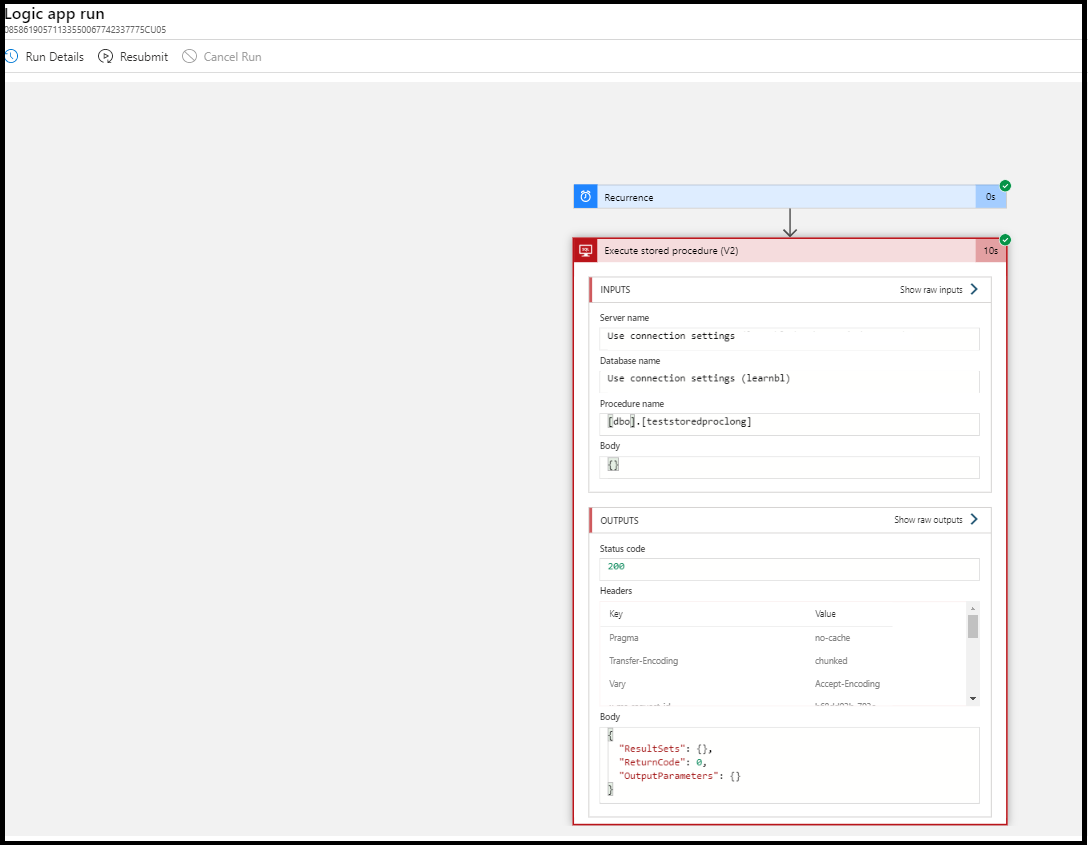 Logic app run
08586190571133550067742337775CU05
Run Details Resubmit Cancel Run
Recurrence 0s
Execute stored procedure (V2) 10s
INPUTS Show raw inputs
Server name
Use connection settings
Database name
Use connection settings (learnbl)
Procedure name
[dbo].[teststoredproclong]
Body
{}
OUTPUTS Show raw outputs
Status code
200
Headers
Key Value
Pragma no-cache
Transfer-Encoding chunked
Vary Accept-Encoding
Body
{
"ResultSets": {},
"ReturnCode": 0,
"OutputParameters": {}
}